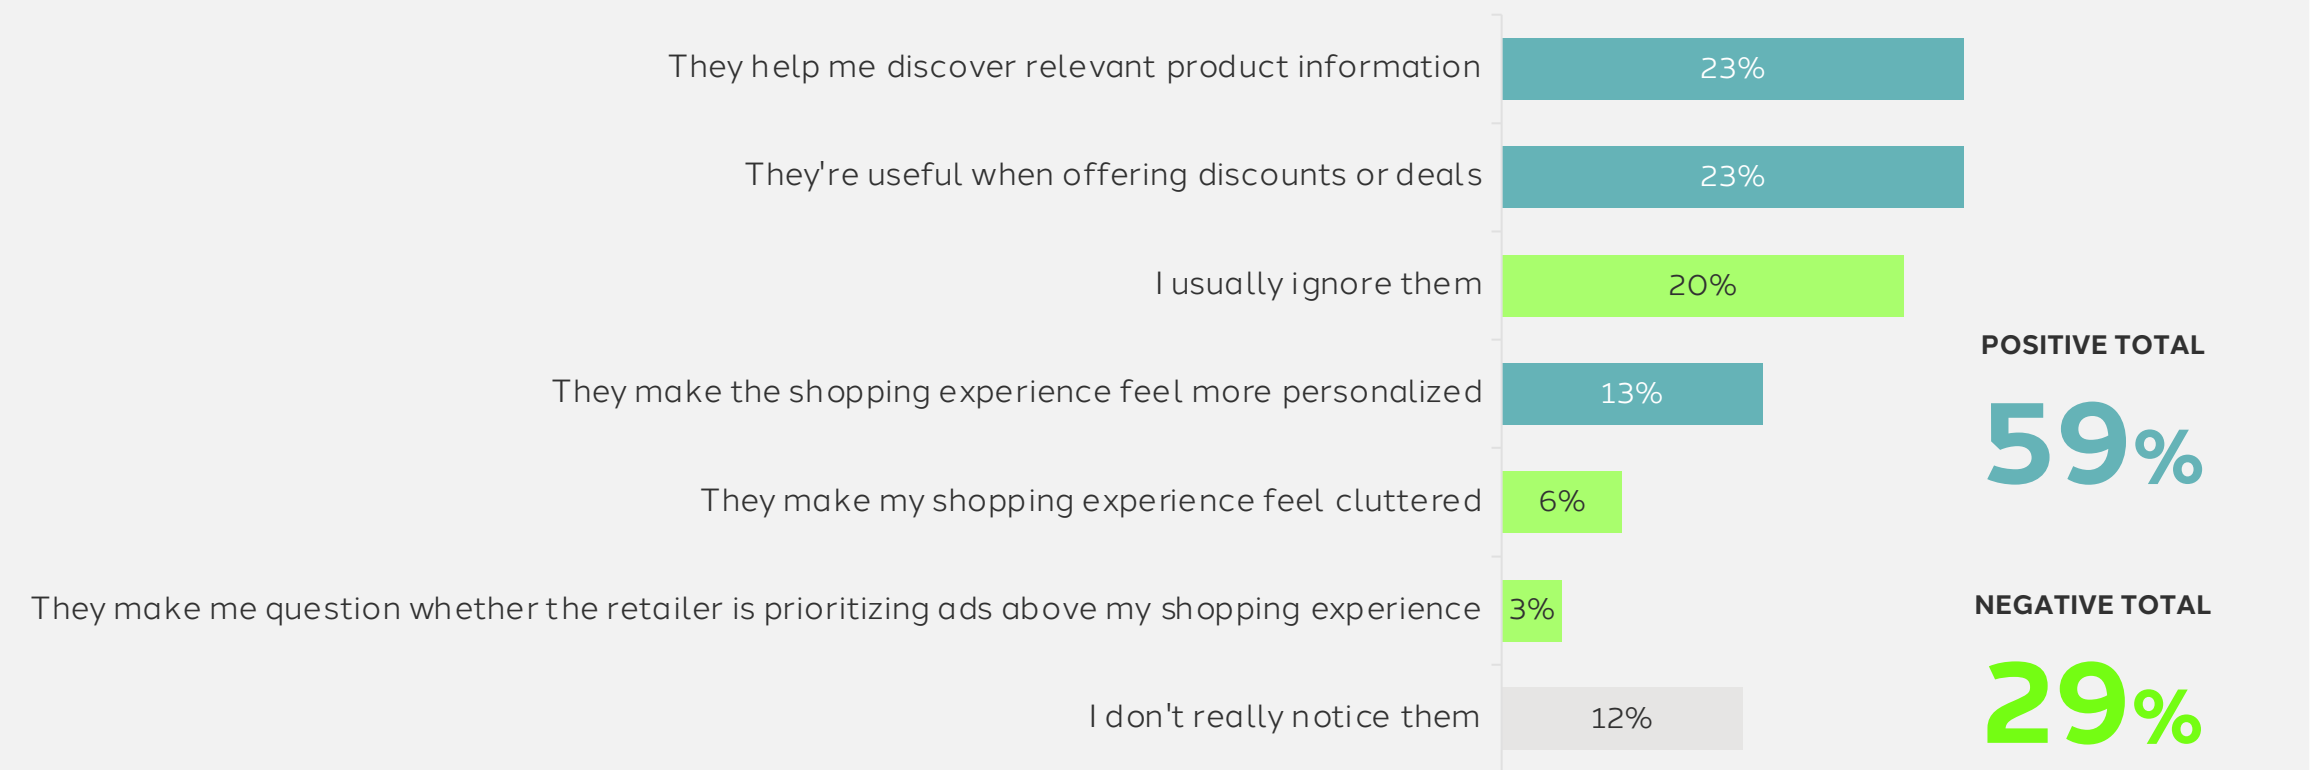 They help me discover relevant product information 23%
They're useful when offering discounts or deals 23%
I usually ignore them 20%
They make the shopping experience feel more personalized 13%
They make my shopping experience feel cluttered 6%
They make me question whether the retailer is prioritizing ads above my shopping experience 3%
I don't really notice them 12%
POSITIVE TOTAL
59%
NEGATIVE TOTAL
29%